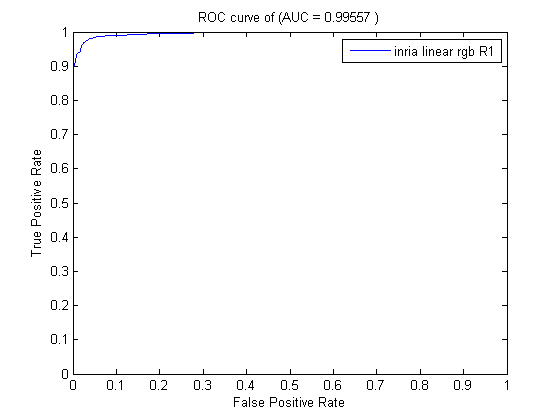 ROC curve of (AUC = 0.99557 )
inria linear rgb R1
True Positive Rate
1
0.9
0.8
0.7
0.6
0.5
0.4
0.3
0.2
0.1
0
0 0.1 0.2 0.3 0.4 0.5 0.6 0.7 0.8 0.9 1
False Positive Rate